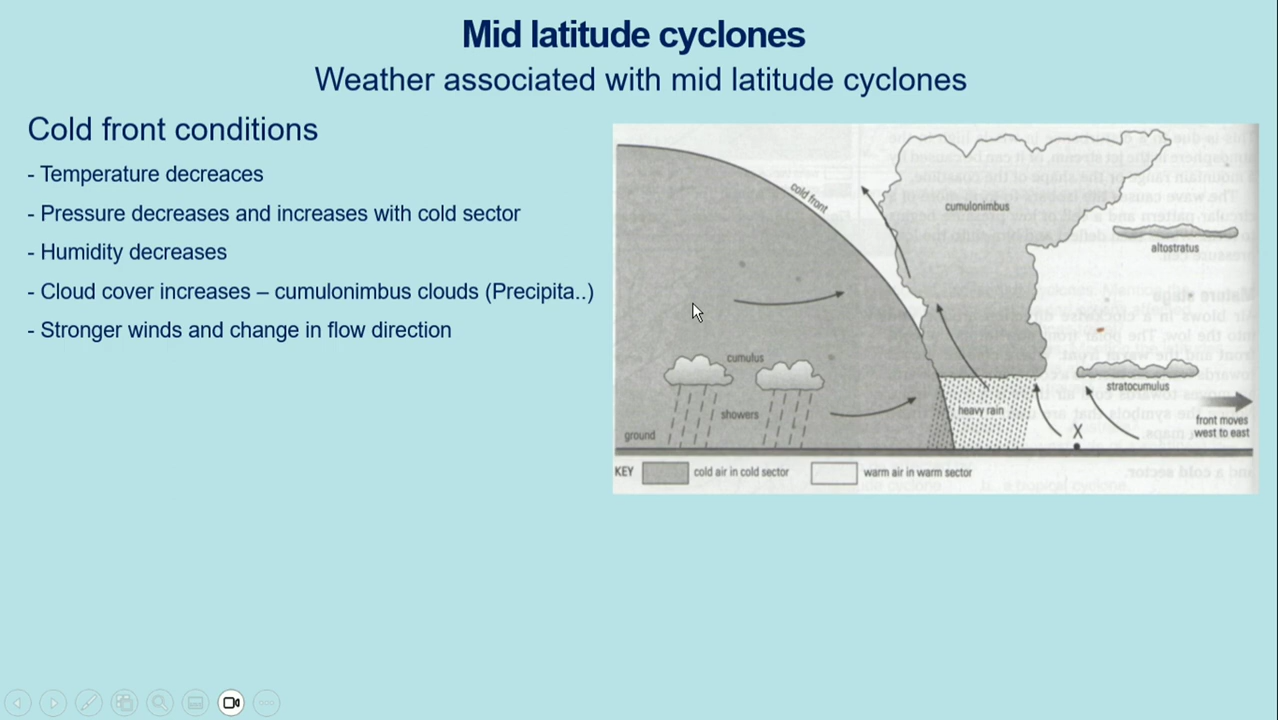 Mid latitude cyclones
Weather associated with mid latitude cyclones
Cold front conditions
- Temperature decreaces
- Pressure decreases and increases with cold sector
- Humidity decreases
- Cloud cover increases – cumulonimbus clouds (Precipita..)
- Stronger winds and change in flow direction
cold front
cumulonimbus
altostratus
cumulus
stratocumulus
showers
heavy rain
X
front moves
west to east
ground
KEY
cold air in cold sector
warm air in warm sector